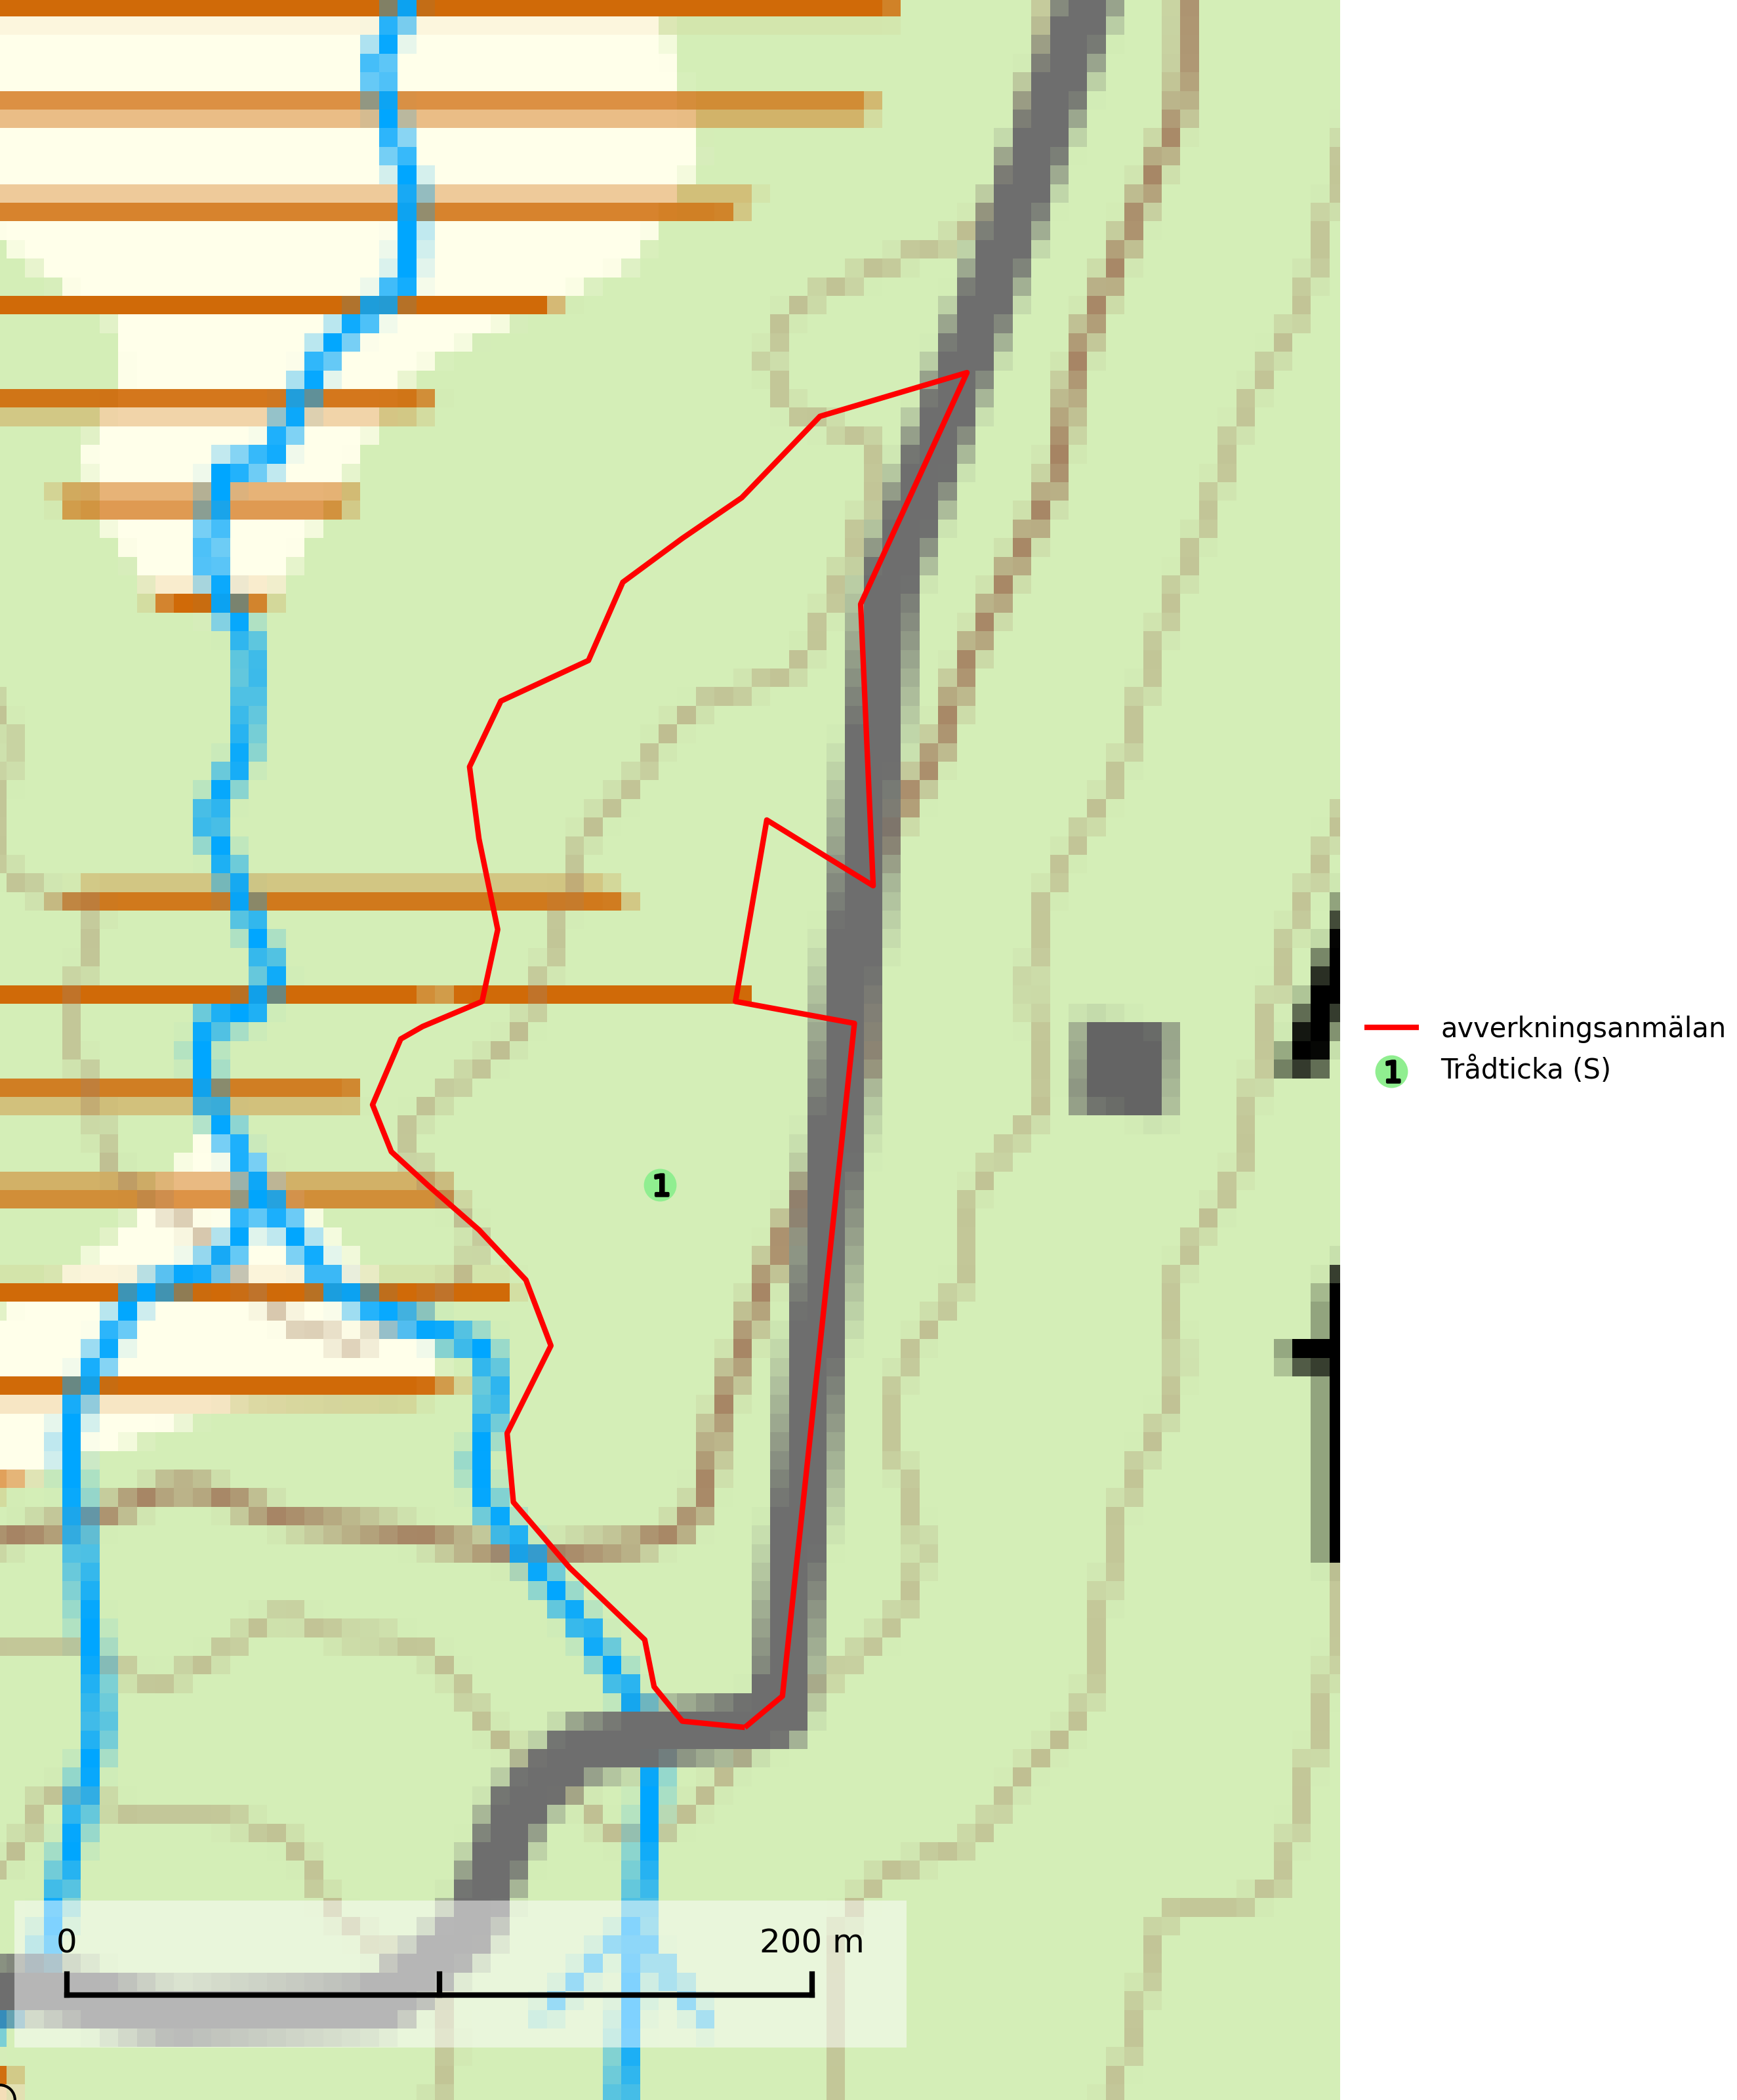 avverkningsanmälan
1 Trådticka (S)
1
0 200 m